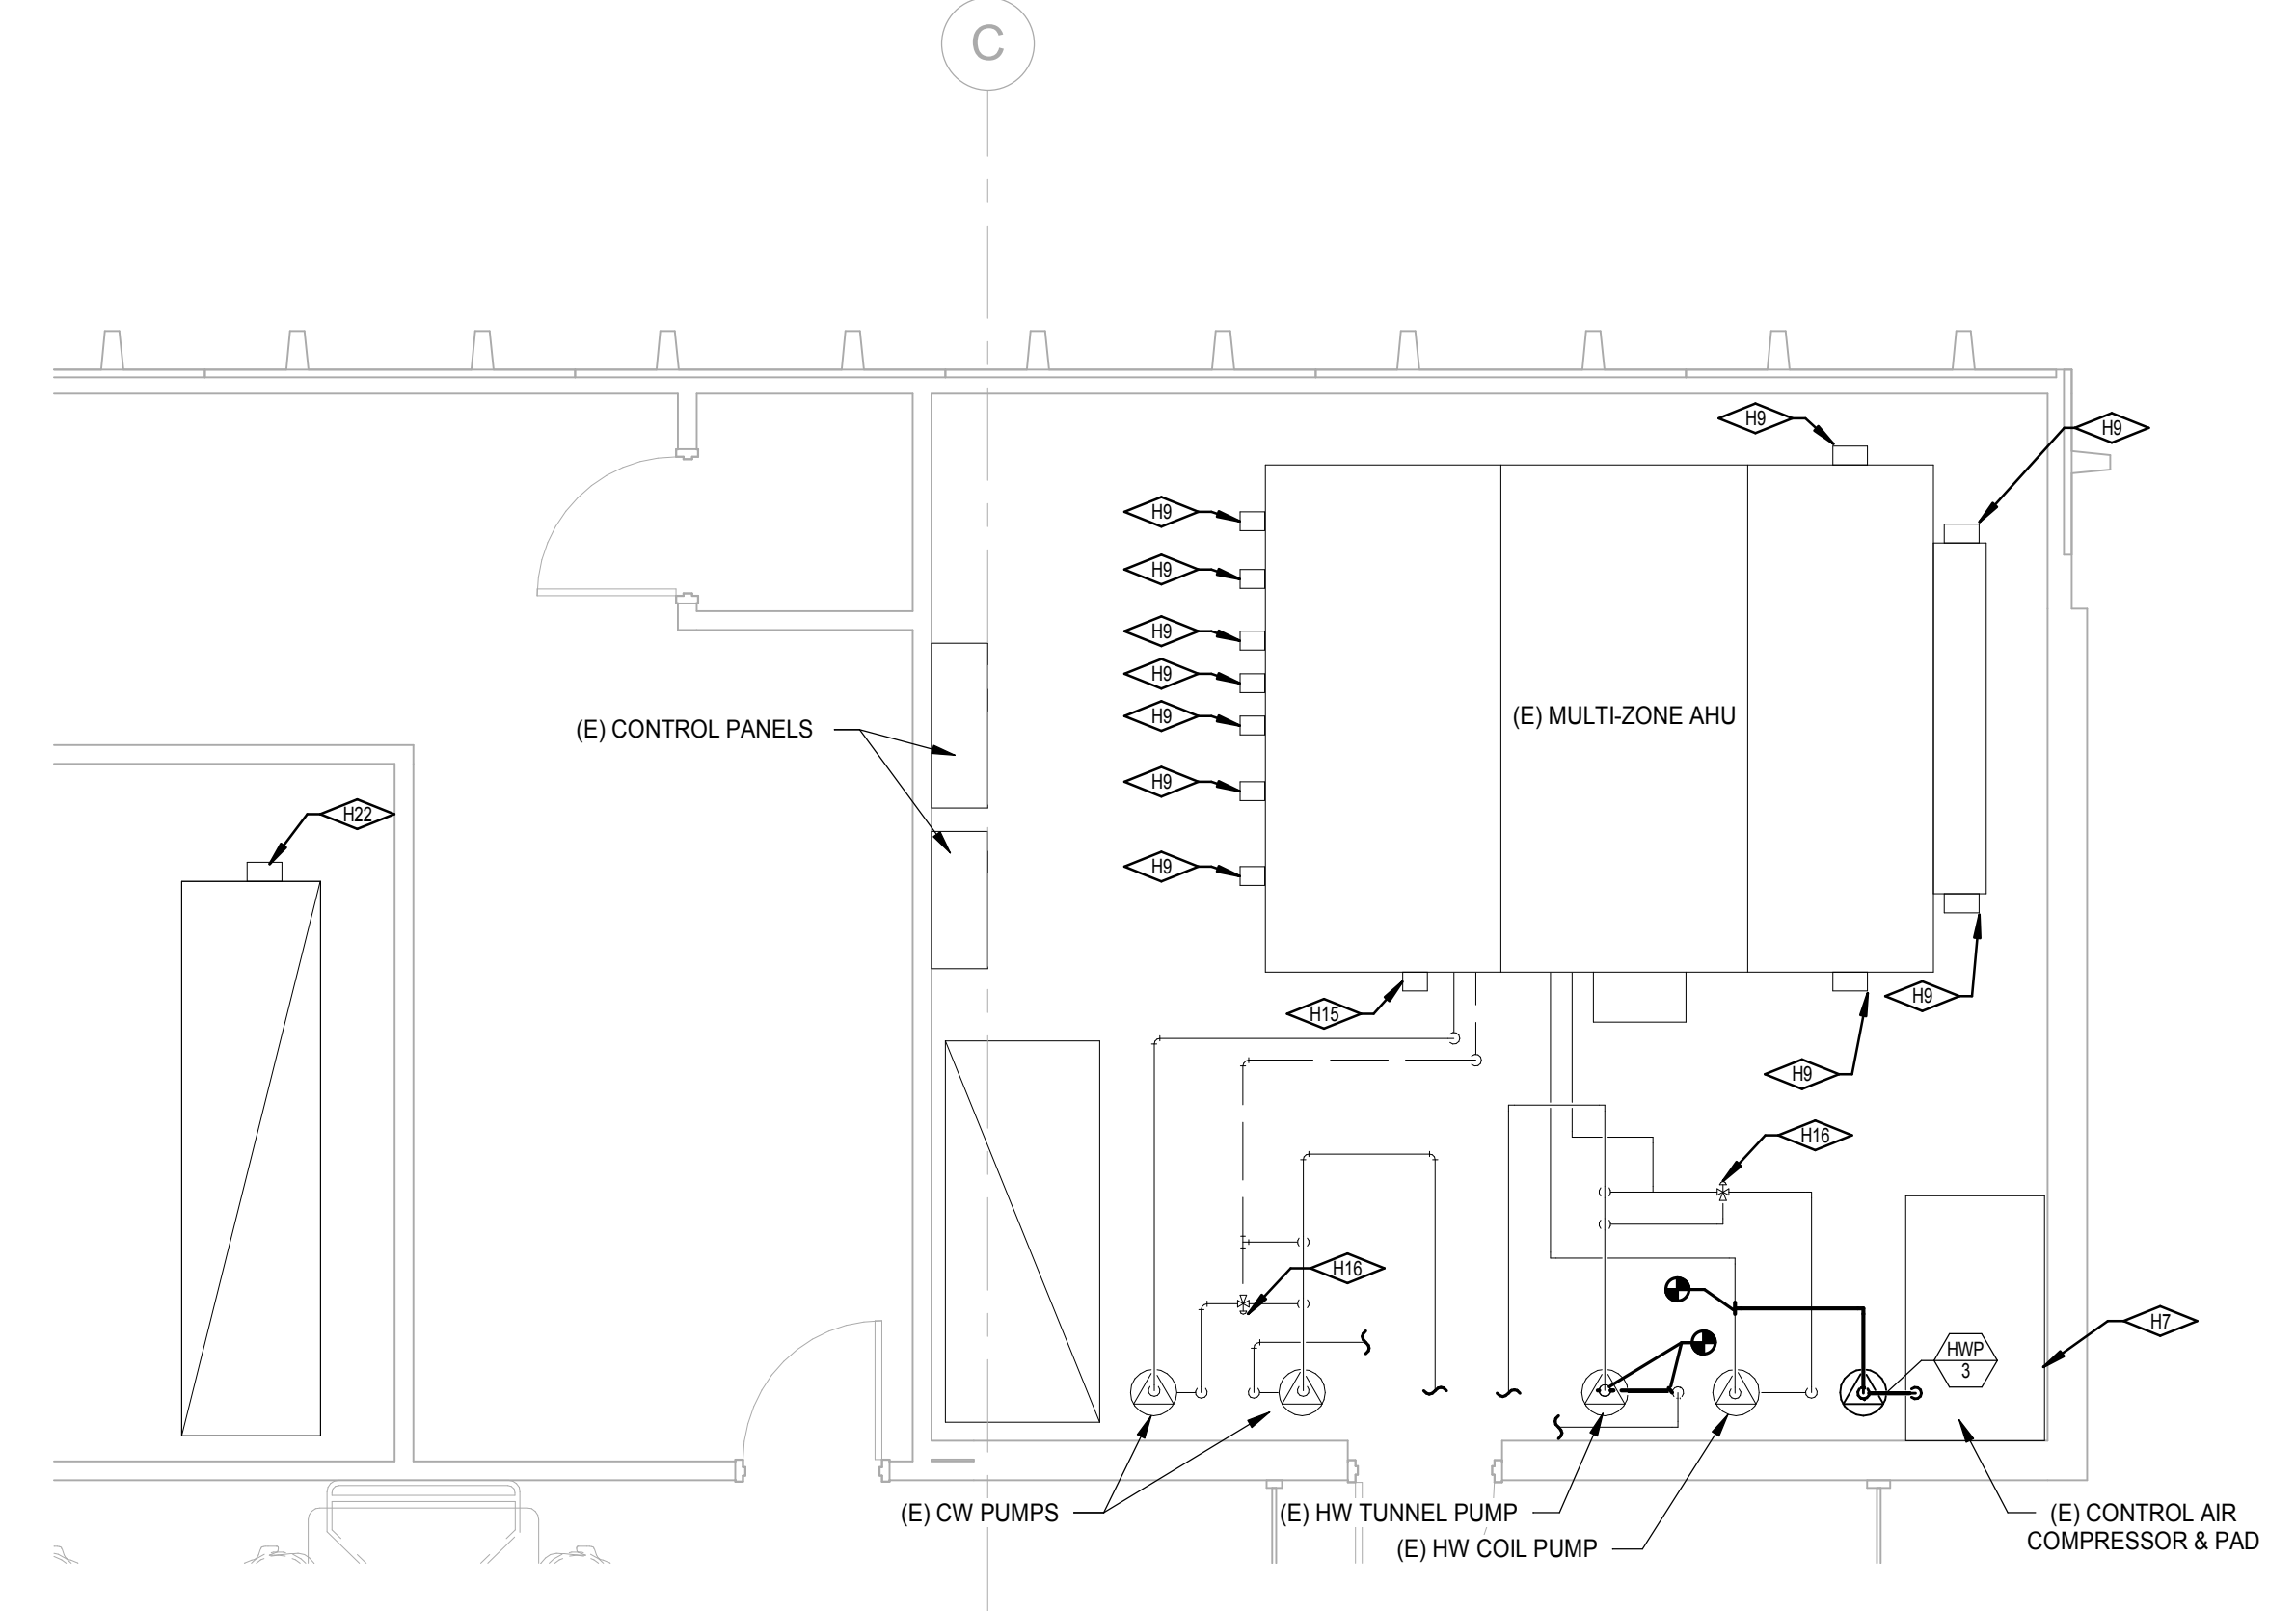 C
H9
H9
H9
H9
H9
H9
(E) MULTI-ZONE AHU
H9
(E) CONTROL PANELS
H9
H22
H9
H9
H15
H9
H16
H16
H7
HWP
3
(E) CW PUMPS
(E) HW TUNNEL PUMP
(E) CONTROL AIR
COMPRESSOR & PAD
(E) HW COIL PUMP
H9